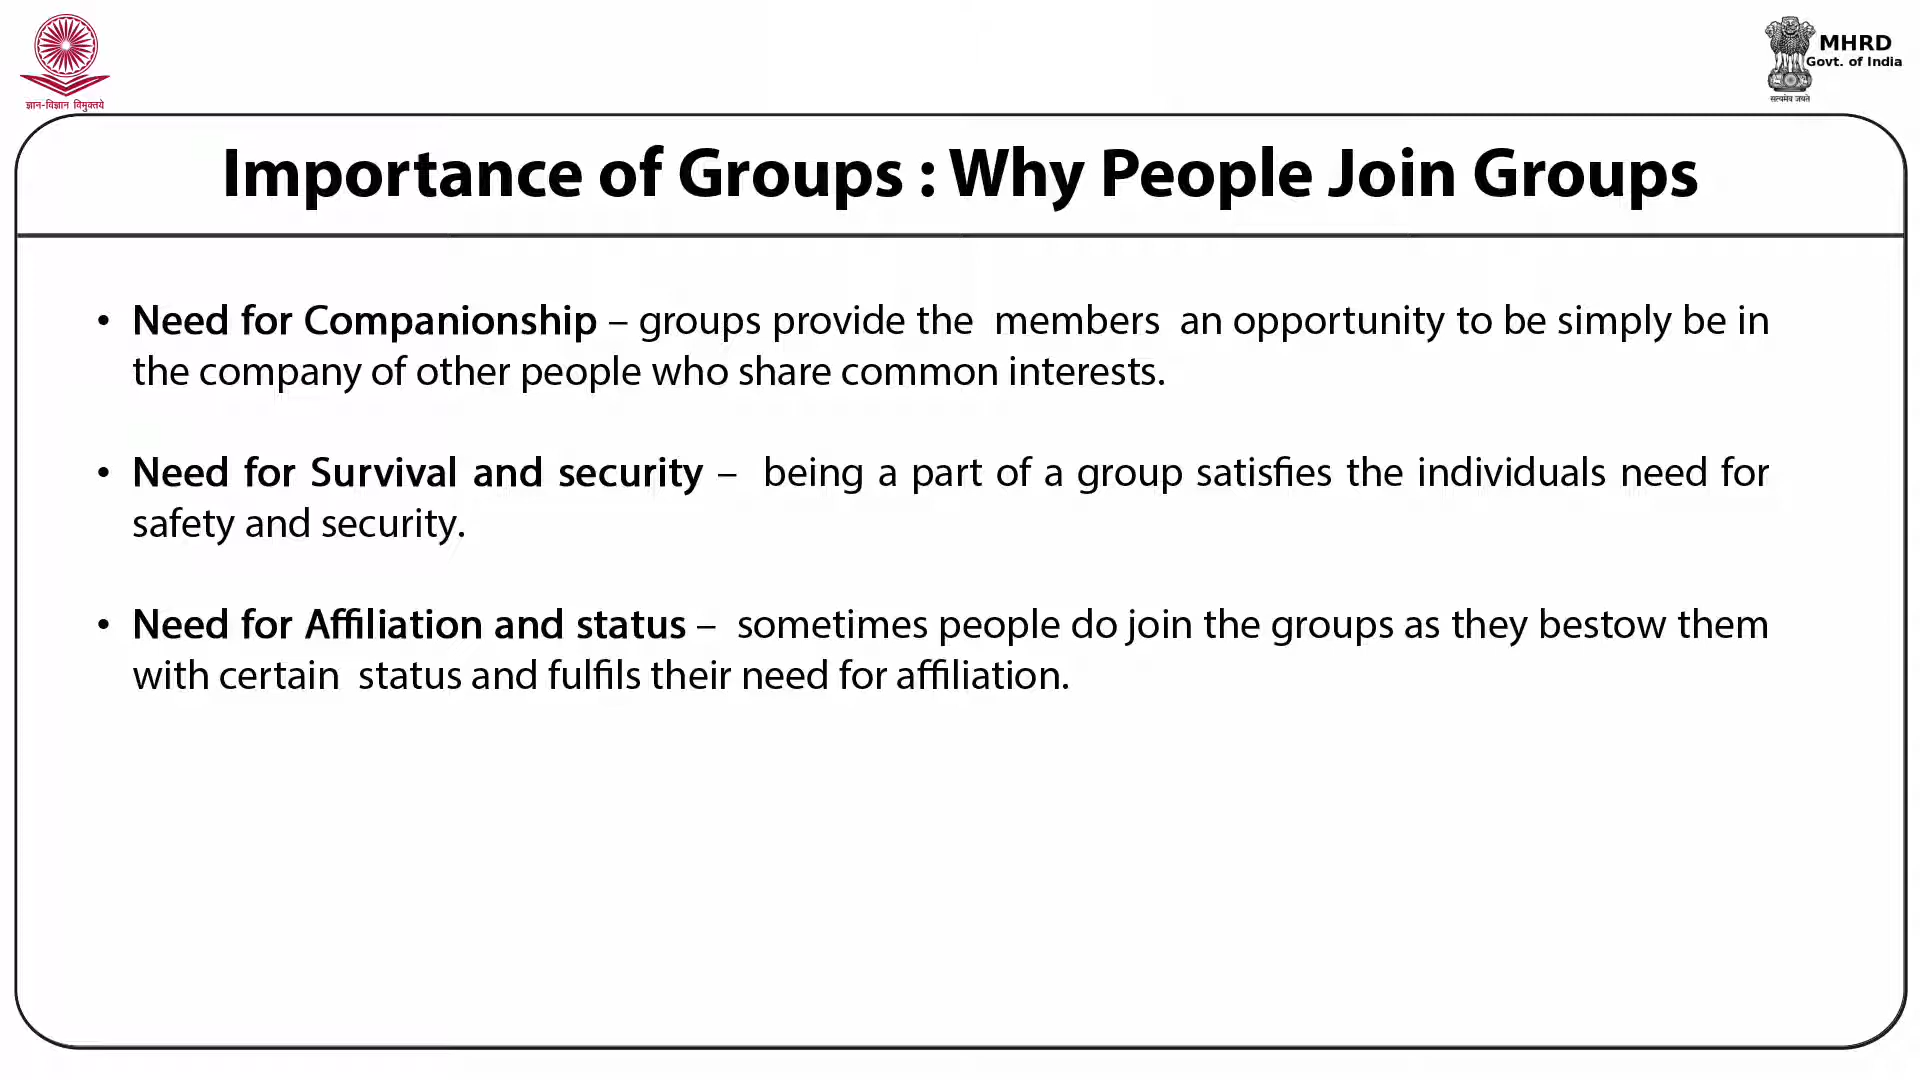 ज्ञान-विज्ञान विमुक्तये
MHRD
Govt. of India
सत्यमेव जयते
Importance of Groups : Why People Join Groups
• Need for Companionship – groups provide the members an opportunity to be simply be in
the company of other people who share common interests.
• Need for Survival and security – being a part of a group satisfies the individuals need for
safety and security.
• Need for Affiliation and status – sometimes people do join the groups as they bestow them
with certain status and fulfils their need for affiliation.